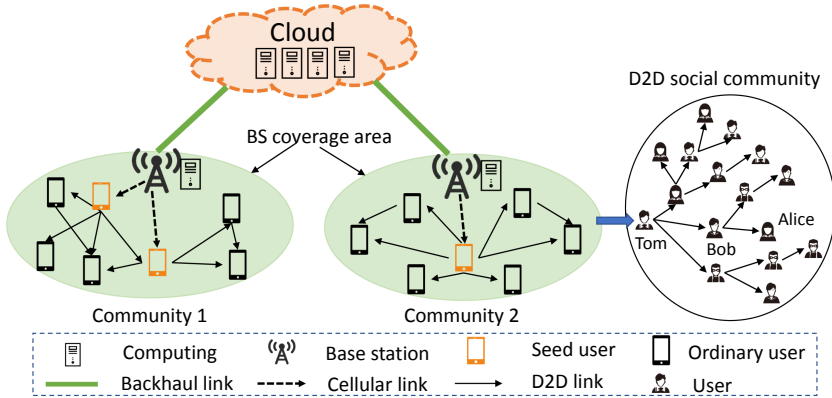 Cloud
D2D social community
BS coverage area
Tom
Bob
Alice
Community 1
Community 2
Computing
Base station
Seed user
Ordinary user
Backhaul link
Cellular link
D2D link
User